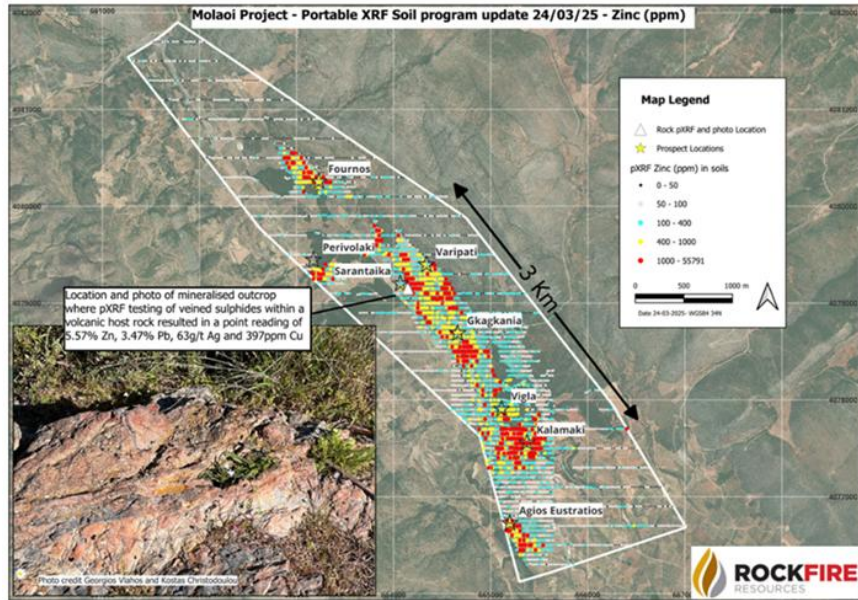 Molaoi Project - Portable XRF Soil program update 24/03/25 - Zinc (ppm)
Map Legend
Rock pXRF and photo Location
Prospect Locations
pXRF Zinc (ppm) in soils
0 - 50
50 - 100
100 - 400
400 - 1000
1000 - 55791
0 500 1000 m
Date 24-03-2025- WGS84 34N
Fournos
Perivolaki
Varipati
Sarantaika
3 Km
Location and photo of mineralised outcrop
where pXRF testing of veined sulphides within a
volcanic host rock resulted in a point reading of
5.57% Zn, 3.47% Pb, 63g/t Ag and 397ppm Cu
Gkagkania
Vigla
Kalamaki
Agios Eustratios
Photo credit Georgios Vlahos and Kostas Christodoulou
ROCKFIRE
RESOURCES